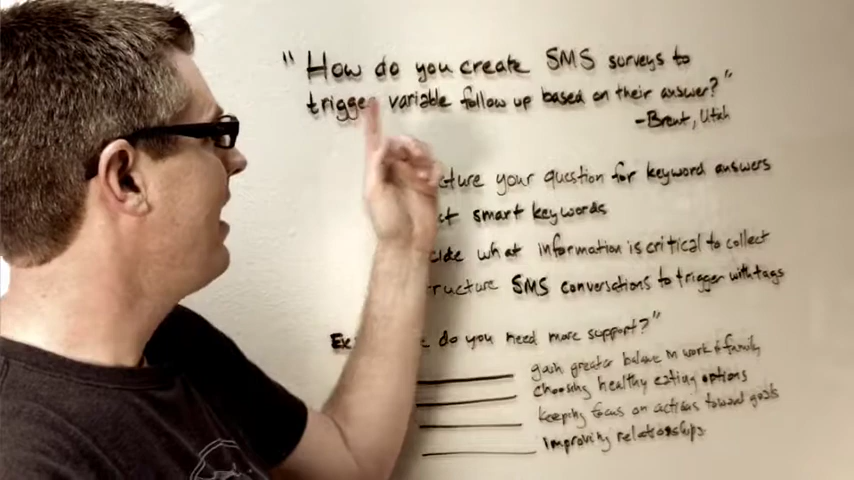 "How do you create SMS surveys to
trigger variable follow up based on their answer?"
-Brent, Utah
your question for keyword answers
smart keywords
what information is critical to collect
SMS conversations to trigger with tags
do you need more support?"
gain greater balance in work & family
choosing healthy eating options
keeping focus on actions toward goals
improving relationships